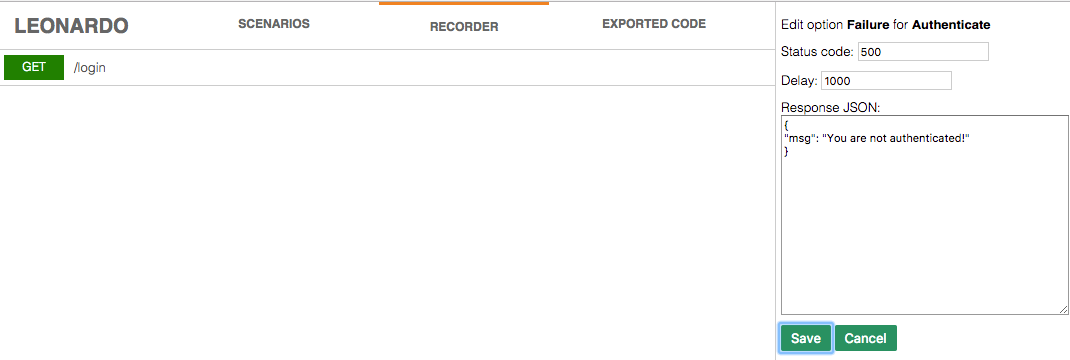 LEONARDO
SCENARIOS
RECORDER
EXPORTED CODE
GET /login
Edit option Failure for Authenticate
Status code: 500
Delay: 1000
Response JSON:
{
"msg": "You are not authenticated!"
}
Save Cancel